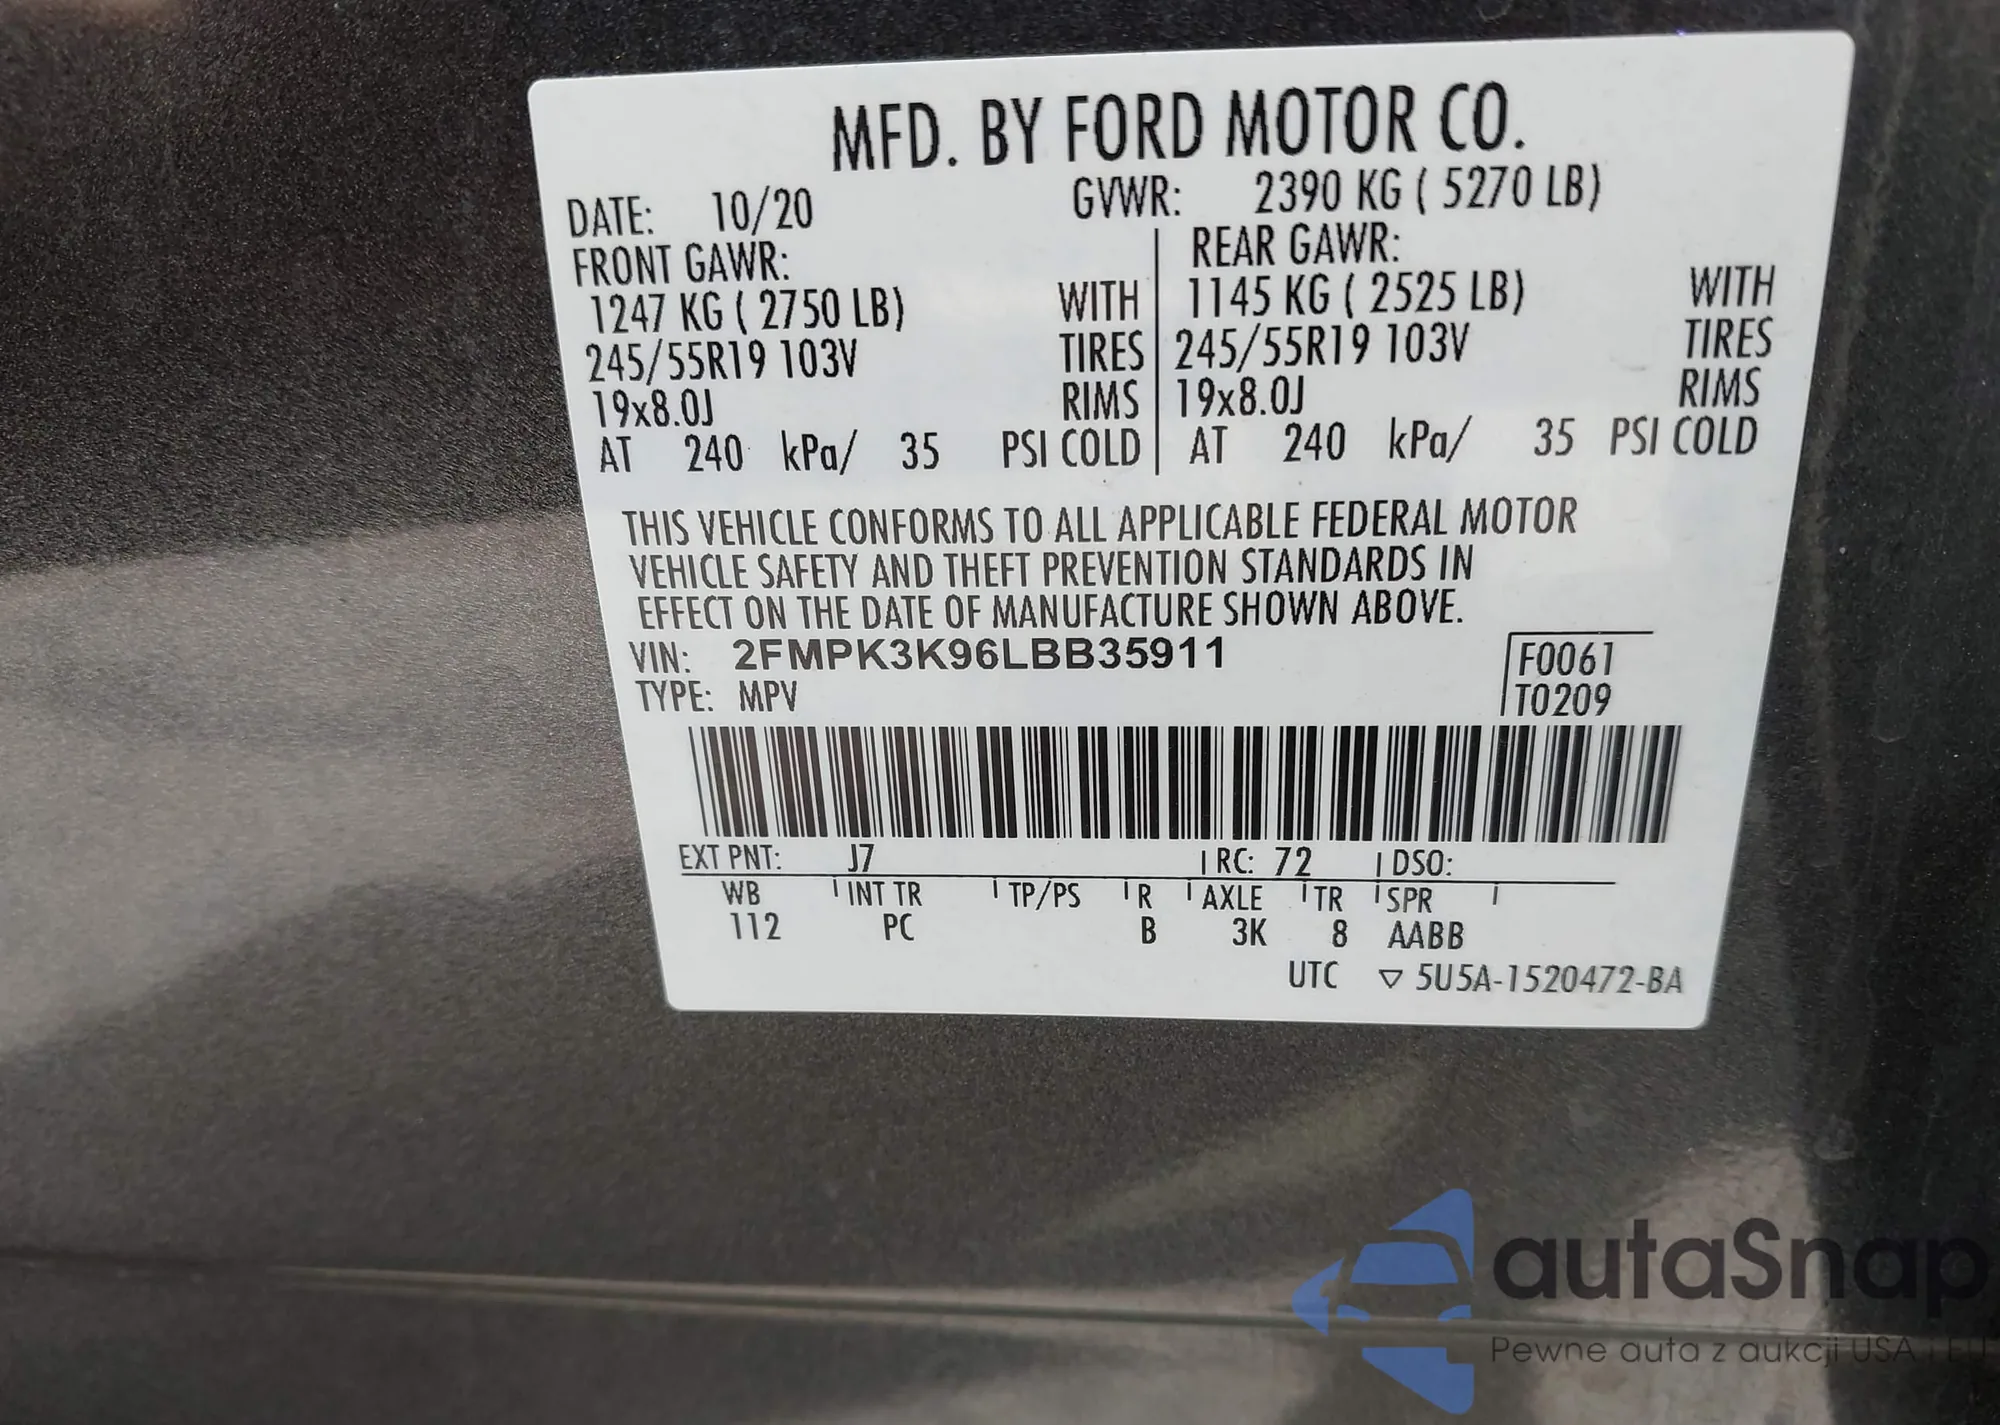 MFD. BY FORD MOTOR CO.
DATE: 10/20 GVWR: 2390 KG ( 5270 LB)
FRONT GAWR: REAR GAWR:
1247 KG ( 2750 LB) WITH 1145 KG ( 2525 LB) WITH
245/55R19 103V TIRES 245/55R19 103V TIRES
19x8.0J RIMS 19x8.0J RIMS
AT 240 kPa/ 35 PSI COLD AT 240 kPa/ 35 PSI COLD
THIS VEHICLE CONFORMS TO ALL APPLICABLE FEDERAL MOTOR
VEHICLE SAFETY AND THEFT PREVENTION STANDARDS IN
EFFECT ON THE DATE OF MANUFACTURE SHOWN ABOVE.
VIN: 2FMPK3K96LBB35911 F0061
TYPE: MPV T0209
EXT PNT: J7 RC: 72 DSO:
WB INT TR TP/PS R AXLE TR SPR
112 PC B 3K 8 AABB
UTC ▽ 5U5A-1520472-BA
autaSnap
Pewne auta z aukcji USA i EU